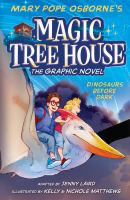 MARY POPE OSBORNE'S
MAGIC
TREE HOUSE
THE GRAPHIC NOVEL
DINOSAURS
BEFORE
DARK
ADAPTED BY JENNY LAIRD
ILLUSTRATED BY KELLY & NICHOLE MATTHEWS